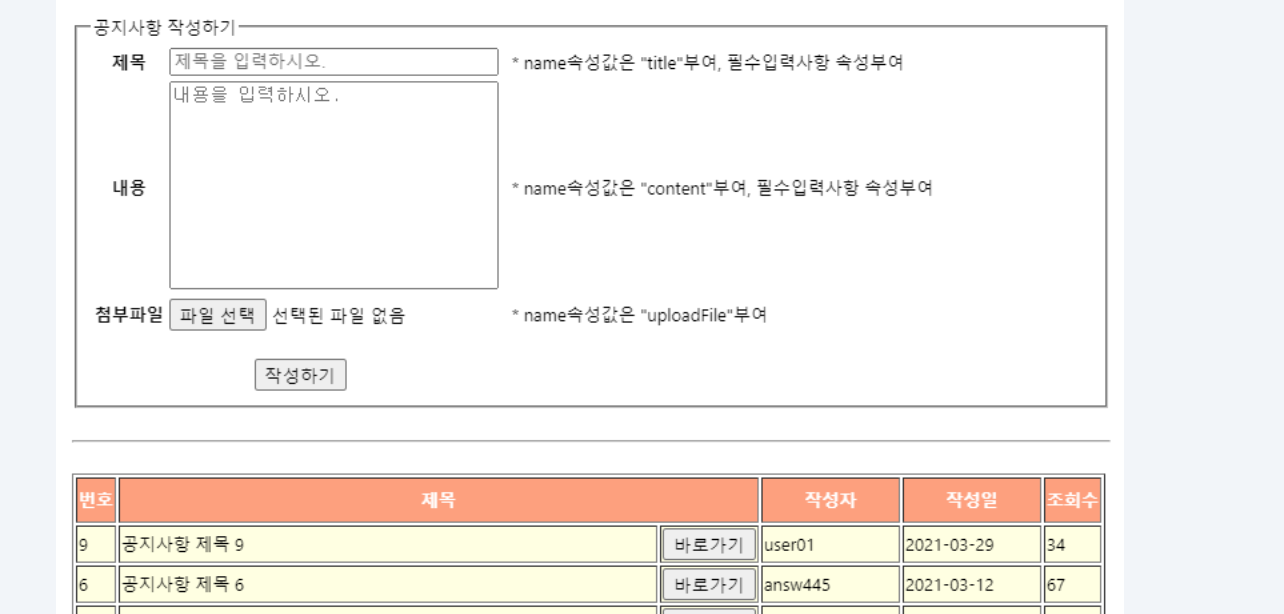 공지사항 작성하기
제목 제목을 입력하시오. * name속성값은 "title"부여, 필수입력사항 속성부여
내용을 입력하시오.
내용 * name속성값은 "content"부여, 필수입력사항 속성부여
첨부파일 파일 선택 선택된 파일 없음 * name속성값은 "uploadFile"부여
작성하기
번호 제목 작성자 작성일 조회수
9 공지사항 제목 9 바로가기 user01 2021-03-29 34
6 공지사항 제목 6 바로가기 answ445 2021-03-12 67